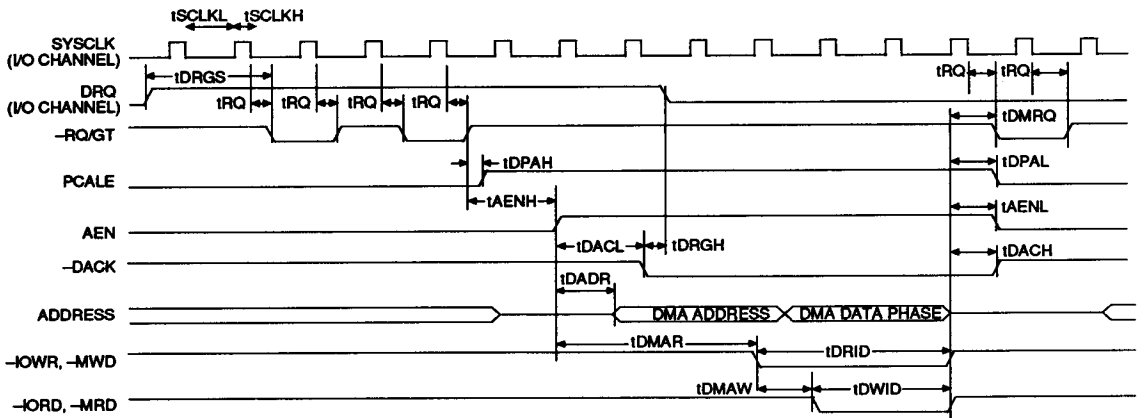 tSCLKL tSCLKH
SYSCLK
(I/O CHANNEL)
tDRGS tRQ tRQ
DRQ
(I/O CHANNEL)
tRQ tRQ tRQ tRQ
–RQ/GT
tDMRQ
tDPAH tDPAL
PCALE
tAENH tAENL
AEN
tDACL tDRGH tDACH
–DACK
tDADR
ADDRESS DMA ADDRESS DMA DATA PHASE
tDMAR tDRID
–IOWR, –MWD
tDMAW tDWID
–IORD, –MRD